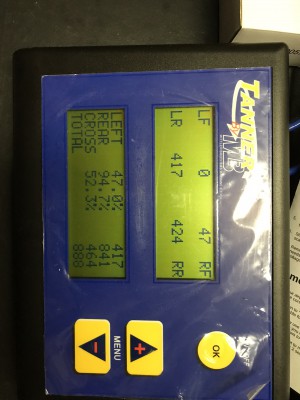 TANNER
OK
LF 0 47 RF
LR 417 424 RR
LEFT 47.0% 417
REAR 94.7% 841
CROSS 52.3% 464
TOTAL 888
+
MENU
-